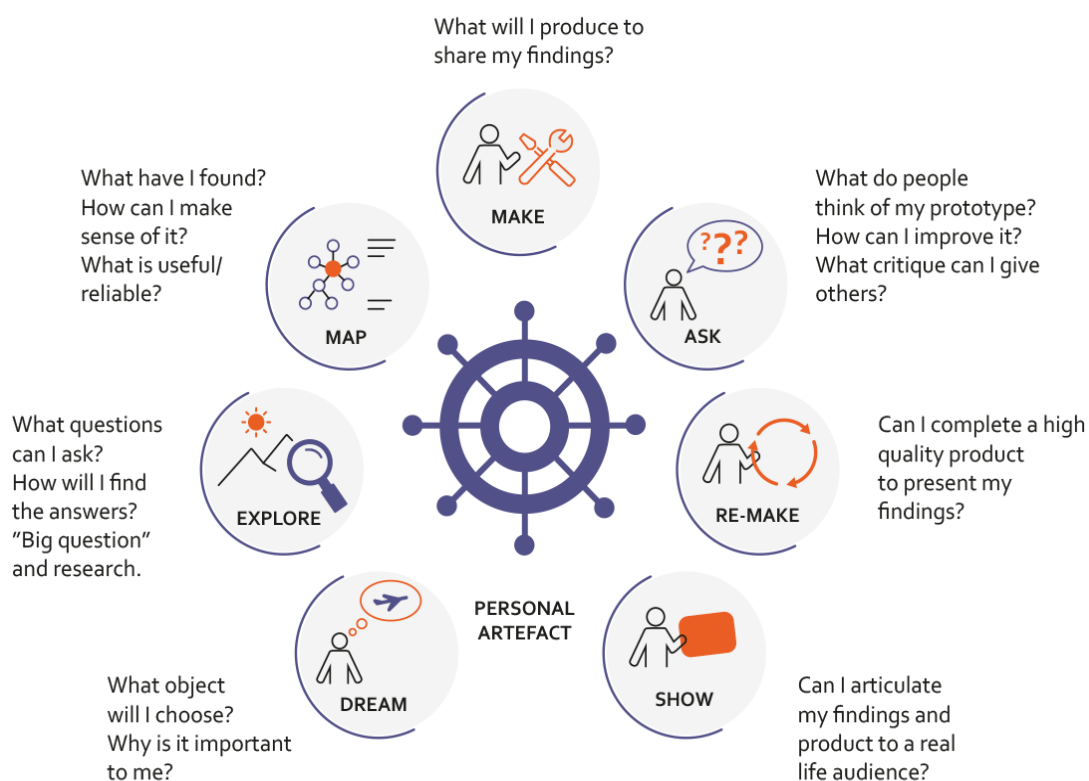 What will I produce to
share my findings?
MAKE
What have I found?
How can I make
sense of it?
What is useful/
reliable?
MAP
What do people
think of my prototype?
How can I improve it?
What critique can I give
others?
???
ASK
What questions
can I ask?
How will I find
the answers?
”Big question”
and research.
EXPLORE
Can I complete a high
quality product
to present my
findings?
RE-MAKE
PERSONAL
ARTEFACT
What object
will I choose?
Why is it important
to me?
DREAM
SHOW
Can I articulate
my findings and
product to a real
life audience?